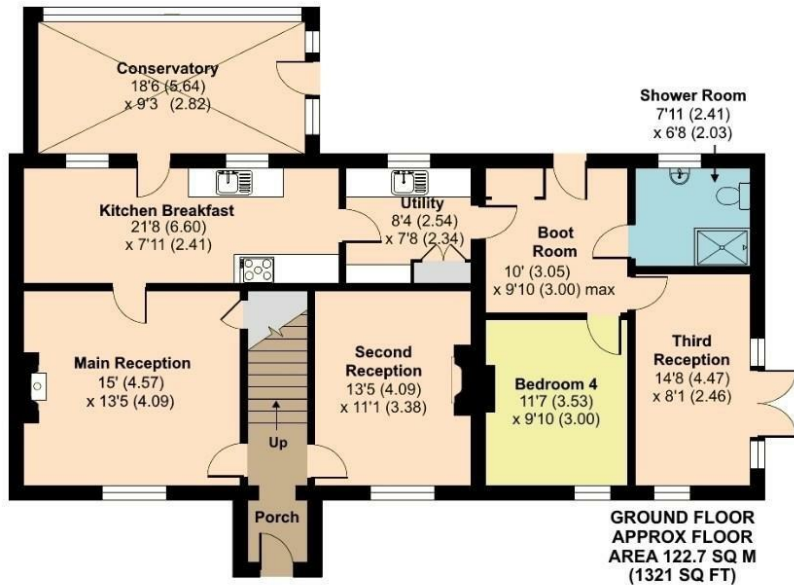 Conservatory
18'6 (5.64)
x 9'3 (2.82)
Shower Room
7'11 (2.41)
x 6'8 (2.03)
Kitchen Breakfast
21'8 (6.60)
x 7'11 (2.41)
Utility
8'4 (2.54)
x 7'8 (2.34)
Boot
Room
10' (3.05)
x 9'10 (3.00) max
Main Reception
15' (4.57)
x 13'5 (4.09)
Up
Second
Reception
13'5 (4.09)
x 11'1 (3.38)
Bedroom 4
11'7 (3.53)
x 9'10 (3.00)
Third
Reception
14'8 (4.47)
x 8'1 (2.46)
Porch
GROUND FLOOR
APPROX FLOOR
AREA 122.7 SQ M
(1321 SQ FT)